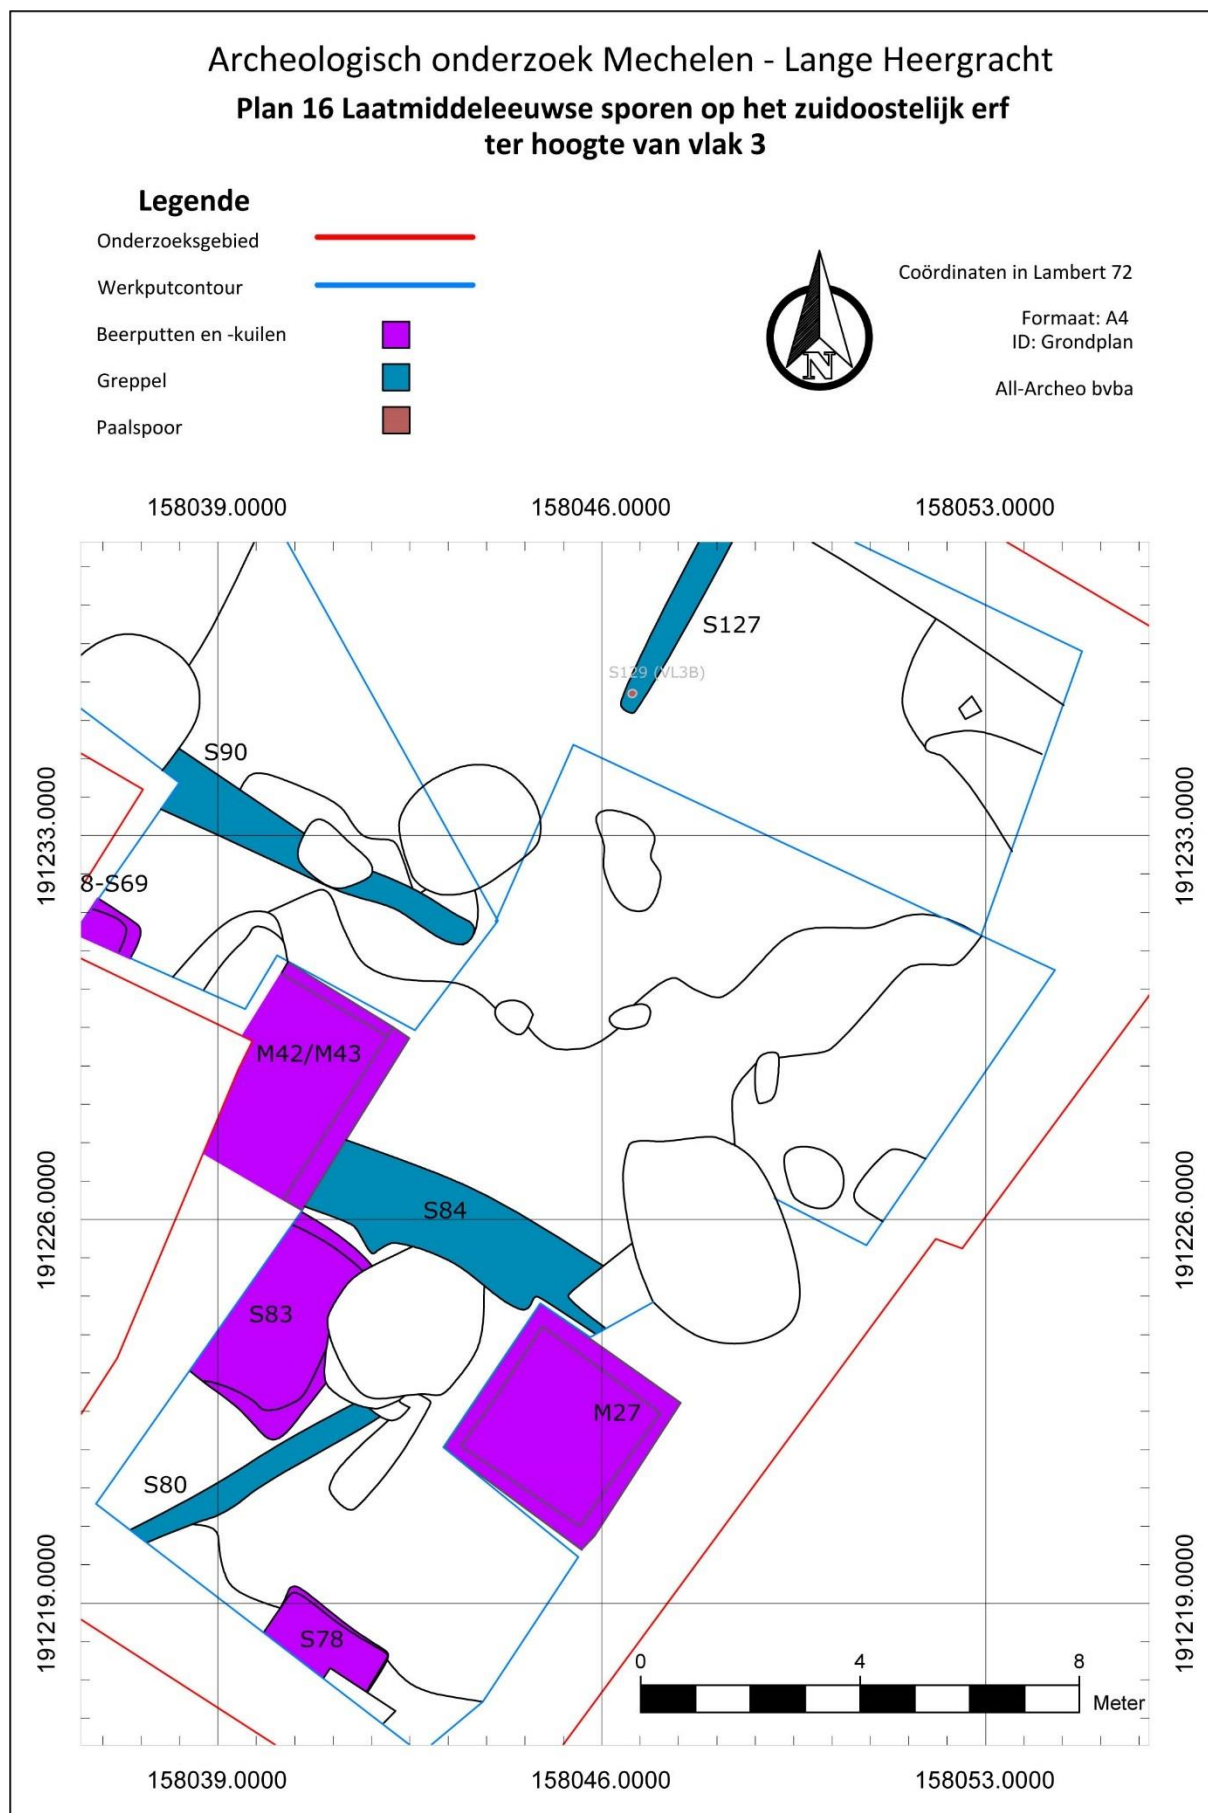 Archeologisch onderzoek Mechelen - Lange Heergracht
Plan 16 Laatmiddeleeuwse sporen op het zuidoostelijk erf
ter hoogte van vlak 3
Legende
Onderzoeksgebied
Werkputcontour
Beerputten en -kuilen
Greppel
Paalspoor
N
Coördinaten in Lambert 72
Formaat: A4
ID: Grondplan
All-Archeo bvba
158039.0000
158046.0000
158053.0000
S127
S129 (VL3B)
S90
191233.0000
191233.0000
8-S69
M42/M43
S84
191226.0000
191226.0000
S83
M27
S80
191219.0000
191219.0000
S78
0 4 8
Meter
158039.0000
158046.0000
158053.0000